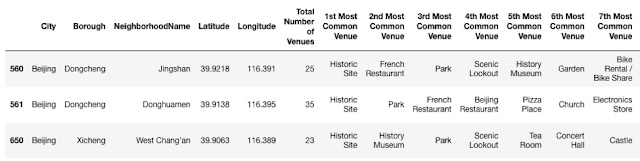 City Borough NeighborhoodName Latitude Longitude Total Number of Venues 1st Most Common Venue 2nd Most Common Venue 3rd Most Common Venue 4th Most Common Venue 5th Most Common Venue 6th Most Common Venue 7th Most Common Venue
560 Beijing Dongcheng Jingshan 39.9218 116.391 25 Historic Site French Restaurant Park Scenic Lookout History Museum Garden Bike Rental / Bike Share
561 Beijing Dongcheng Donghuamen 39.9138 116.395 35 Historic Site Park French Restaurant Beijing Restaurant Pizza Place Church Electronics Store
650 Beijing Xicheng West Chang'an 39.9063 116.389 23 Historic Site History Museum Park Scenic Lookout Tea Room Concert Hall Castle